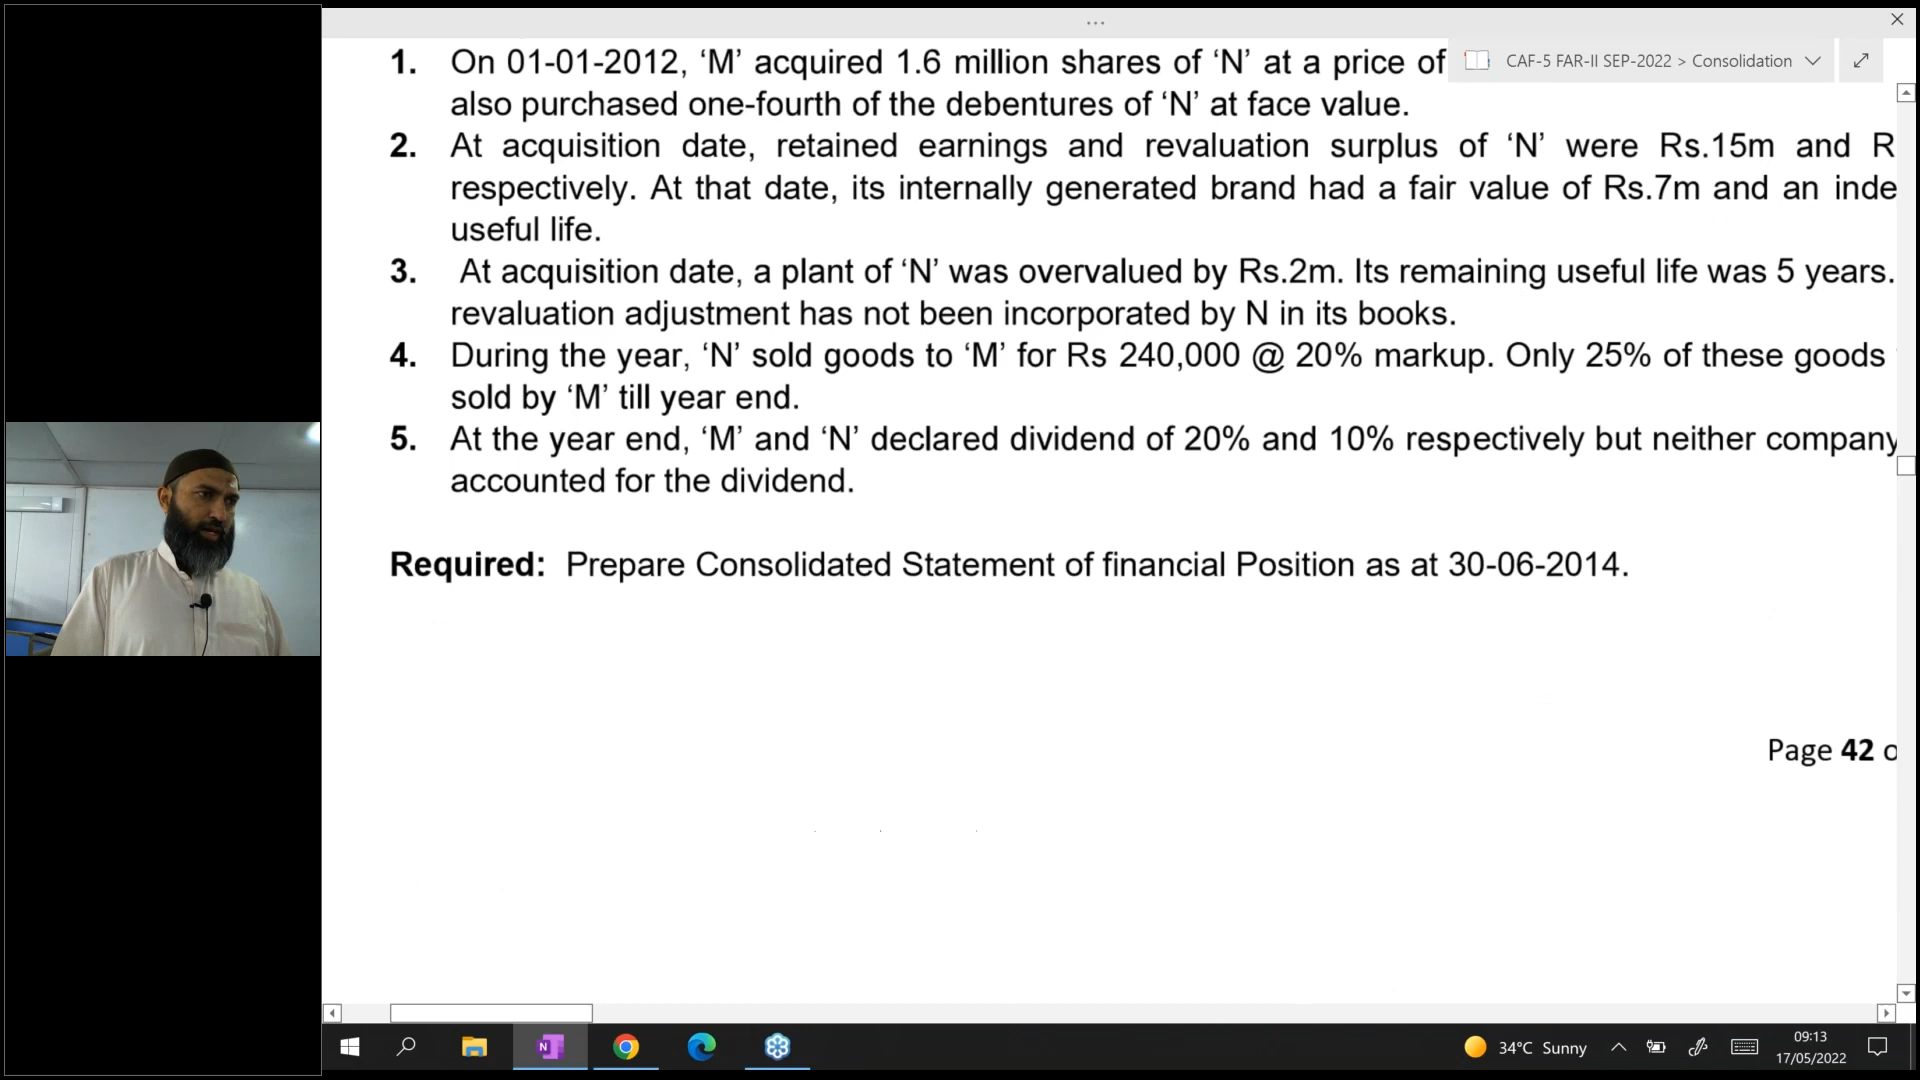 ...
CAF-5 FAR-II SEP-2022 > Consolidation
1. On 01-01-2012, ‘M’ acquired 1.6 million shares of ‘N’ at a price of
also purchased one-fourth of the debentures of ‘N’ at face value.
2. At acquisition date, retained earnings and revaluation surplus of ‘N’ were Rs.15m and R
respectively. At that date, its internally generated brand had a fair value of Rs.7m and an inde
useful life.
3. At acquisition date, a plant of ‘N’ was overvalued by Rs.2m. Its remaining useful life was 5 years.
revaluation adjustment has not been incorporated by N in its books.
4. During the year, ‘N’ sold goods to ‘M’ for Rs 240,000 @ 20% markup. Only 25% of these goods
sold by ‘M’ till year end.
5. At the year end, ‘M’ and ‘N’ declared dividend of 20% and 10% respectively but neither company
accounted for the dividend.
Required: Prepare Consolidated Statement of financial Position as at 30-06-2014.
Page 42 o
N
34°C Sunny
09:13
17/05/2022